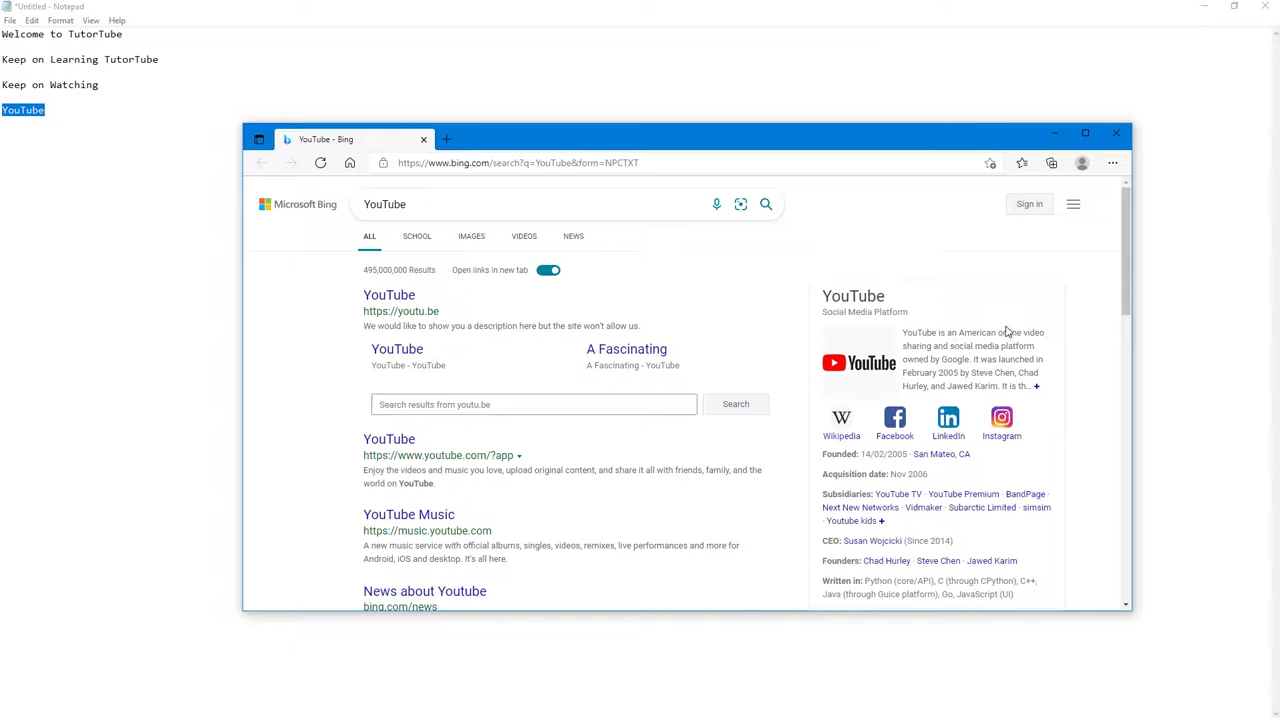 *Untitled - Notepad
File Edit Format View Help
Welcome to TutorTube
Keep on Learning TutorTube
Keep on Watching
YouTube
YouTube - Bing
https://www.bing.com/search?q=YouTube&form=NPCTXT
Microsoft Bing
YouTube
Sign in
ALL SCHOOL IMAGES VIDEOS NEWS
495,000,000 Results Open links in new tab
YouTube
https://youtu.be
We would like to show you a description here but the site won't allow us.
YouTube
YouTube - YouTube
A Fascinating
A Fascinating - YouTube
Search results from youtu.be
Search
YouTube
https://www.youtube.com/?app
Enjoy the videos and music you love, upload original content, and share it all with friends, family, and the
world on YouTube.
YouTube Music
https://music.youtube.com
A new music service with official albums, singles, videos, remixes, live performances and more for
Android, iOS and desktop. It's all here.
News about Youtube
bing.com/news
YouTube
Social Media Platform
YouTube
YouTube is an American online video
sharing and social media platform
owned by Google. It was launched in
February 2005 by Steve Chen, Chad
Hurley, and Jawed Karim. It is th... +
W
Wikipedia Facebook LinkedIn Instagram
Founded: 14/02/2005 · San Mateo, CA
Acquisition date: Nov 2006
Subsidiaries: YouTube TV · YouTube Premium · BandPage ·
Next New Networks · Vidmaker · Subarctic Limited · simsim
· Youtube kids +
CEO: Susan Wojcicki (Since 2014)
Founders: Chad Hurley · Steve Chen · Jawed Karim
Written in: Python (core/API), C (through CPython), C++,
Java (through Guice platform), Go, JavaScript (UI)